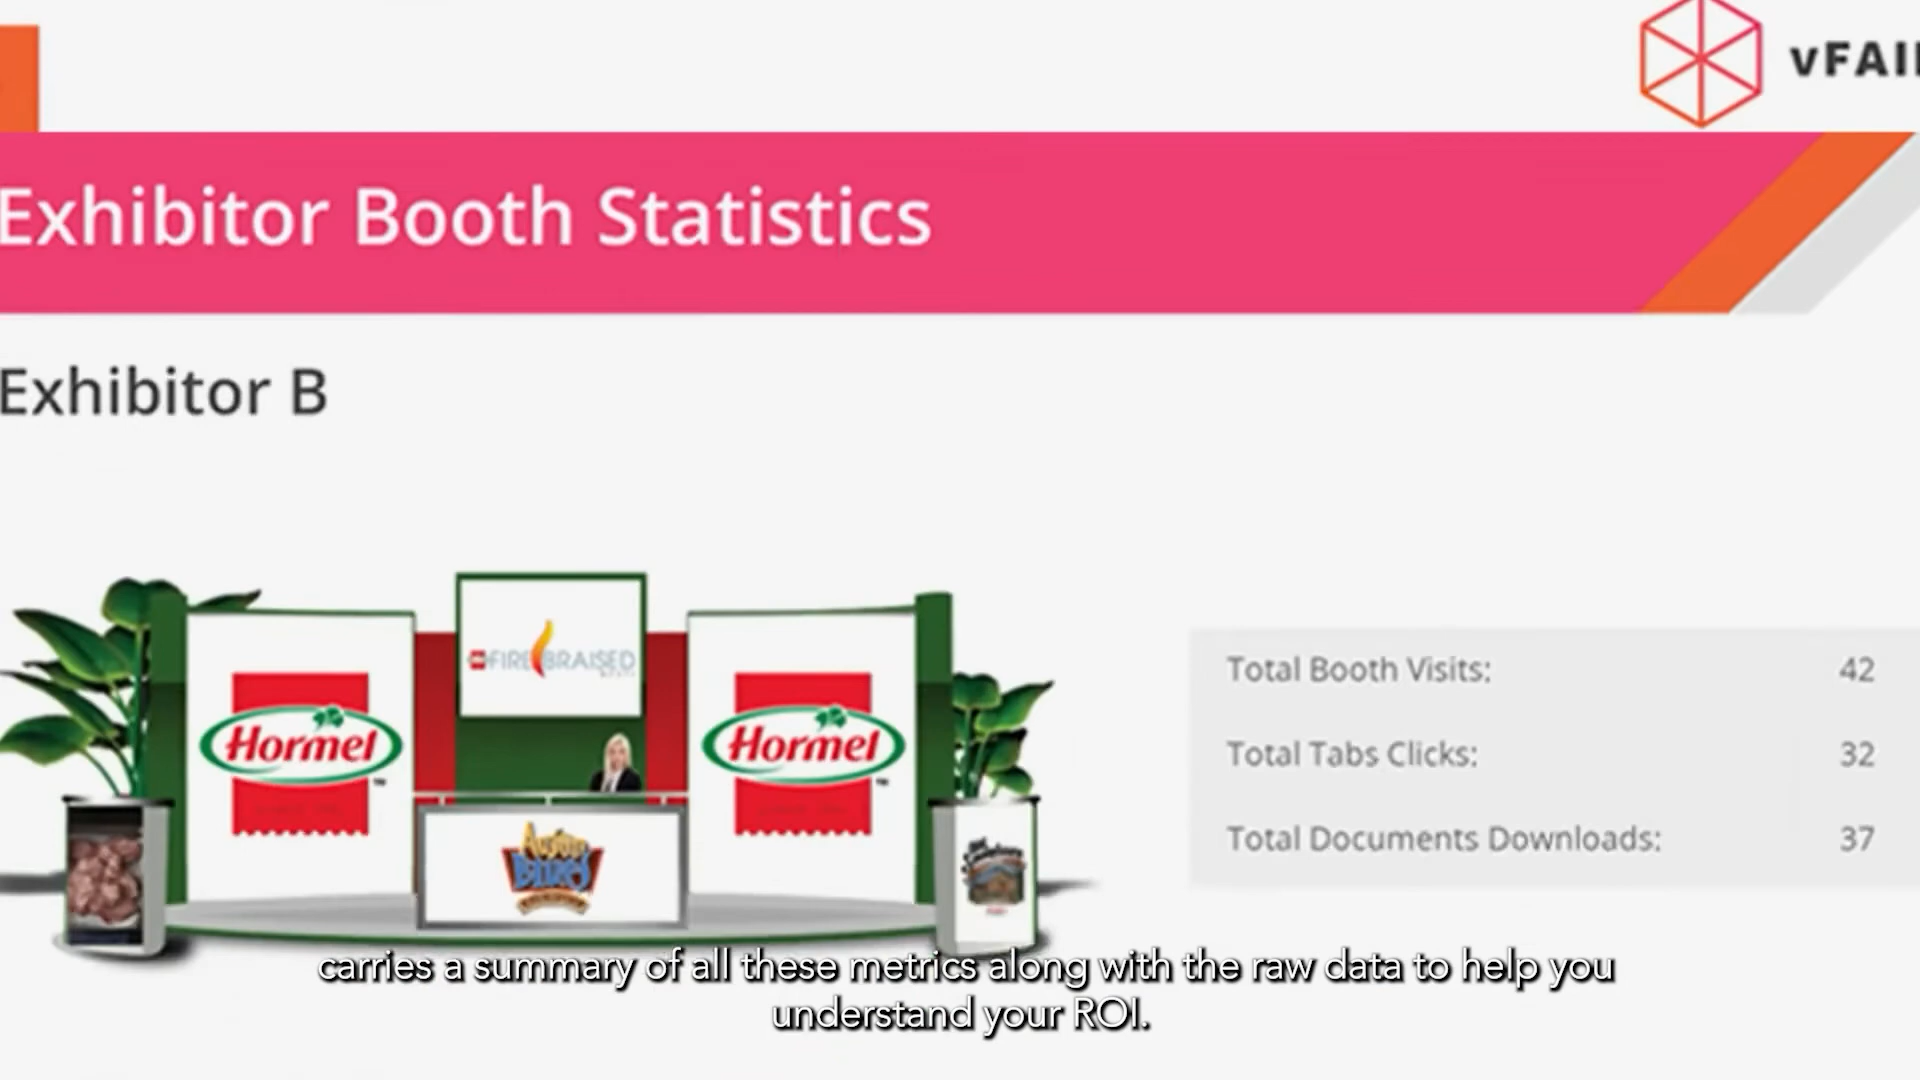 vFAI
Exhibitor Booth Statistics
Exhibitor B
FIRE BRAISED
Hormel
Hormel
Austin
BLUES
Total Booth Visits: 42
Total Tabs Clicks: 32
Total Documents Downloads: 37
carries a summary of all these metrics along with the raw data to help you
understand your ROI.